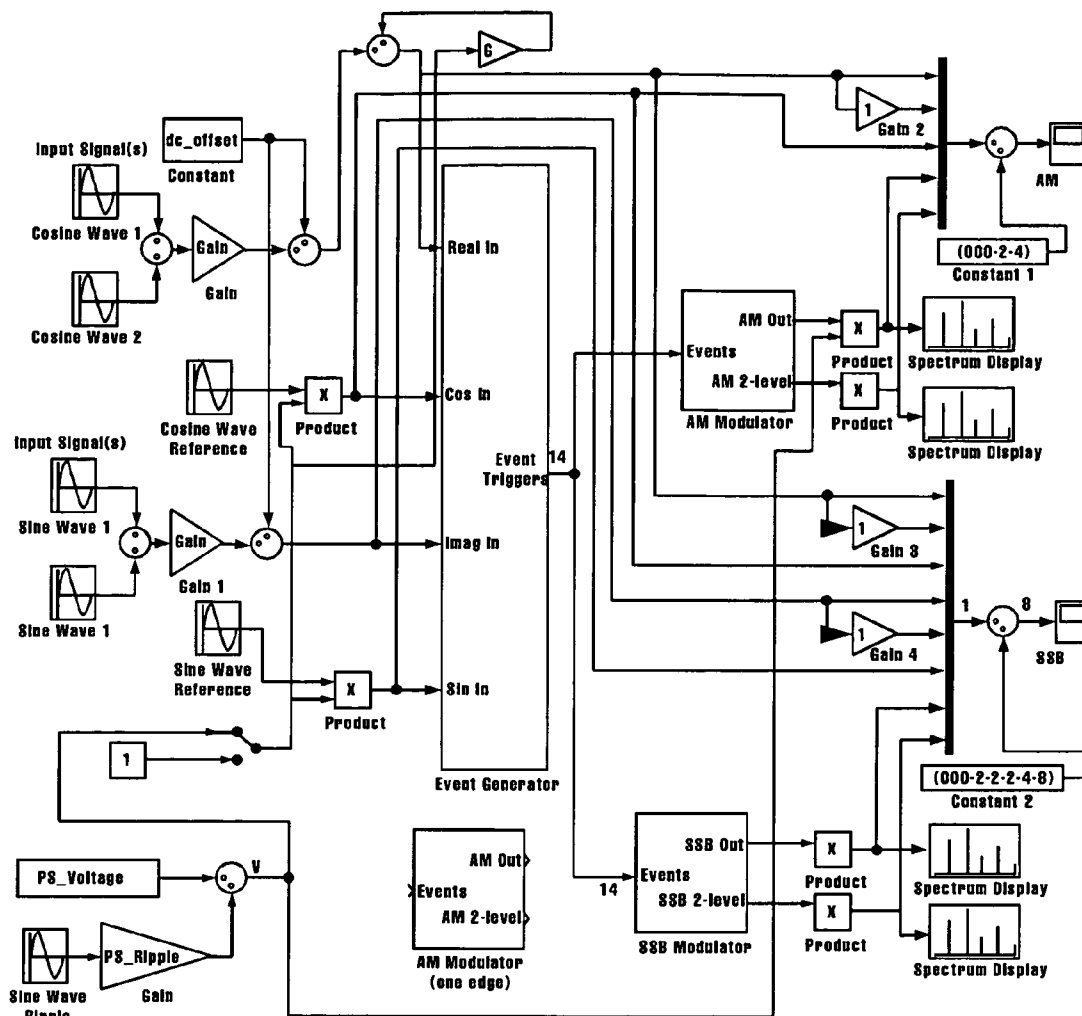 G
1
Gain 2
dc_offset
Constant
Input Signal(s)
Cosine Wave 1
Cosine Wave 2
Gain
Gain
AM
(000-2-4)
Constant 1
Real In
Cos In
Event
Triggers
14
Imag In
Sin In
Event Generator
Cosine Wave
Reference
X
Product
AM Out
Events
AM 2-level
AM Modulator
X
Product
X
Product
Spectrum Display
Spectrum Display
Input Signal(s)
Sine Wave 1
Sine Wave 1
Gain
Gain 1
Sine Wave
Reference
X
Product
1
Gain 3
1
Gain 4
1
8
SSB
(000-2-2-2-4-8)
Constant 2
1
PS_Voltage
V
PS_Ripple
Gain
Sine Wave
Ripple
AM Out
Events
AM 2-level
AM Modulator
(one edge)
14
SSB Out
Events
SSB 2-level
SSB Modulator
X
Product
X
Product
Spectrum Display
Spectrum Display